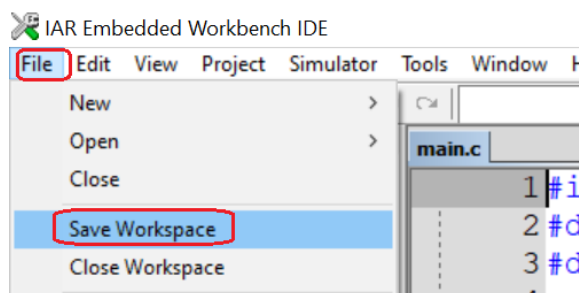 IAR Embedded Workbench IDE
File Edit View Project Simulator Tools Window
New >
Open >
main.c
Close
1 #i
Save Workspace
2 #d
Close Workspace
3 #d